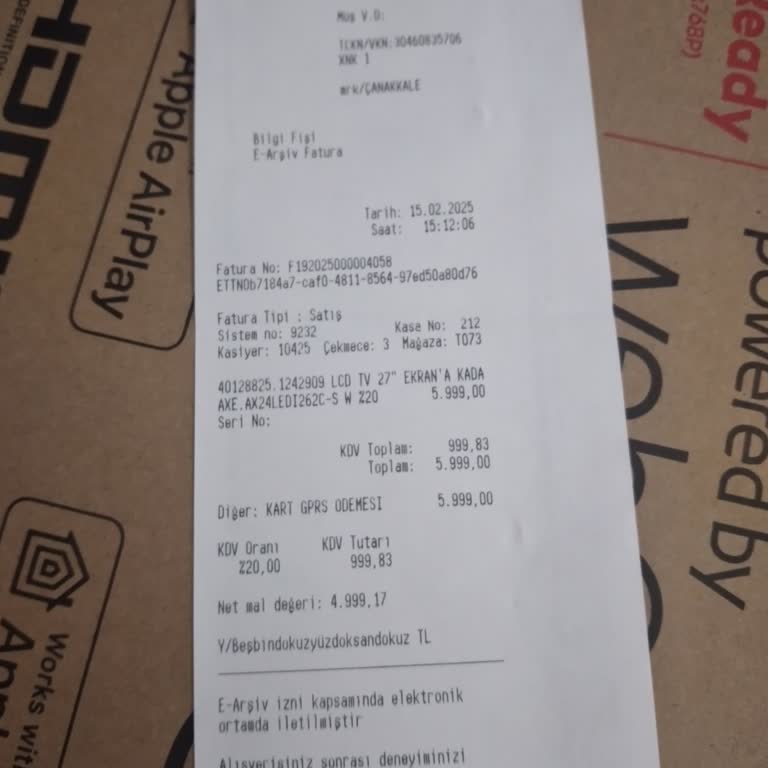 Müş V.D:
TCKN/VKN: 30460835706
XNK 1
mrk/ÇANAKKALE
Bilgi Fişi
E-Arşiv Fatura
Tarih: 15.02.2025
Saat: 15:12:06
Fatura No: F192025000004058
ETTN0b7184a7-caf0-4811-8564-97ed50a80d76
Fatura Tipi : Satış
Sistem no: 9232 Kasa No: 212
Kasiyer: 10425 Çekmece: 3 Mağaza: T073
40128825.1242909 LCD TV 27" EKRAN'A KADA
AXE.AX24LEDI262C-S W %20 5.999,00
Seri No:
KDV Toplam: 999,83
Toplam: 5.999,00
Diğer: KART GPRS ODEMESI 5.999,00
KDV Oranı KDV Tutarı
%20,00 999,83
Net mal değeri: 4.999,17
Y/Beşbindokuzyüzdoksandokuz TL
E-Arşiv izni kapsamında elektronik
ortamda iletilmiştir
Alışverişiniz sonrası deneyiminizi
DEFINITION
Apple AirPlay
Works with
Ready
768P)
powered by